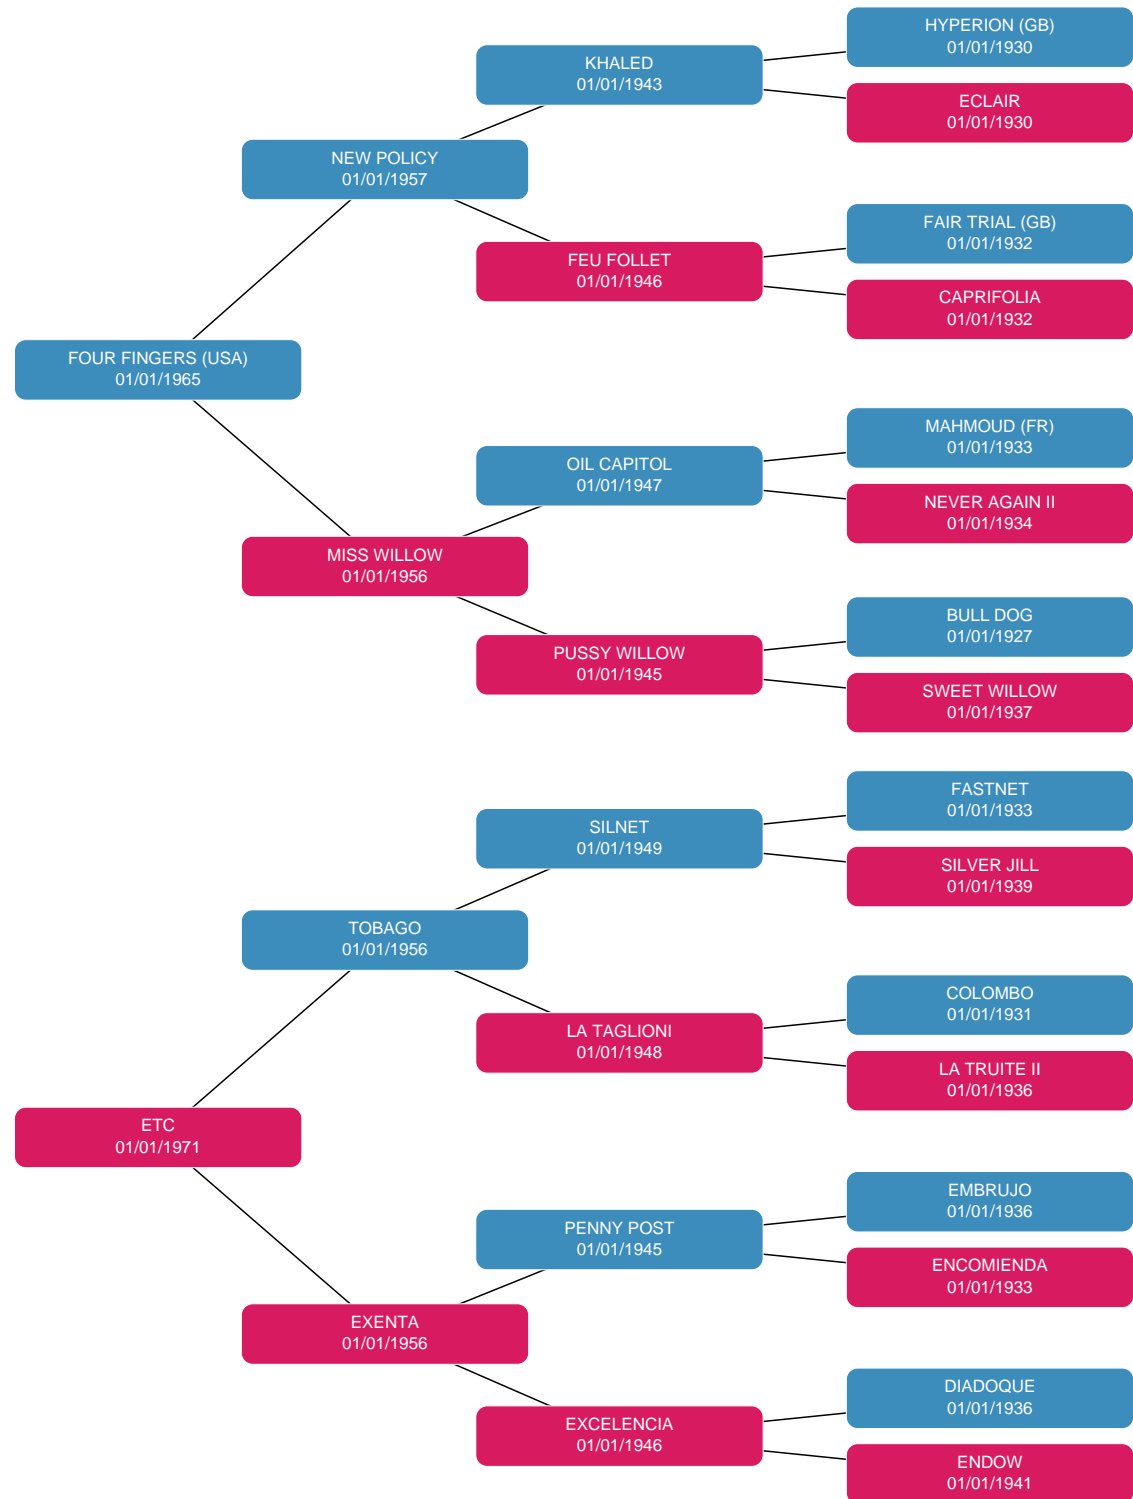 HYPERION (GB)
01/01/1930
KHALED
01/01/1943
ECLAIR
01/01/1930
NEW POLICY
01/01/1957
FAIR TRIAL (GB)
01/01/1932
FEU FOLLET
01/01/1946
CAPRIFOLIA
01/01/1932
FOUR FINGERS (USA)
01/01/1965
MAHMOUD (FR)
01/01/1933
OIL CAPITOL
01/01/1947
NEVER AGAIN II
01/01/1934
MISS WILLOW
01/01/1956
BULL DOG
01/01/1927
PUSSY WILLOW
01/01/1945
SWEET WILLOW
01/01/1937
FASTNET
01/01/1933
SILNET
01/01/1949
SILVER JILL
01/01/1939
TOBAGO
01/01/1956
COLOMBO
01/01/1931
LA TAGLIONI
01/01/1948
LA TRUITE II
01/01/1936
ETC
01/01/1971
EMBRUJO
01/01/1936
PENNY POST
01/01/1945
ENCOMIENDA
01/01/1933
EXENTA
01/01/1956
DIADOQUE
01/01/1936
EXCELENCIA
01/01/1946
ENDOW
01/01/1941